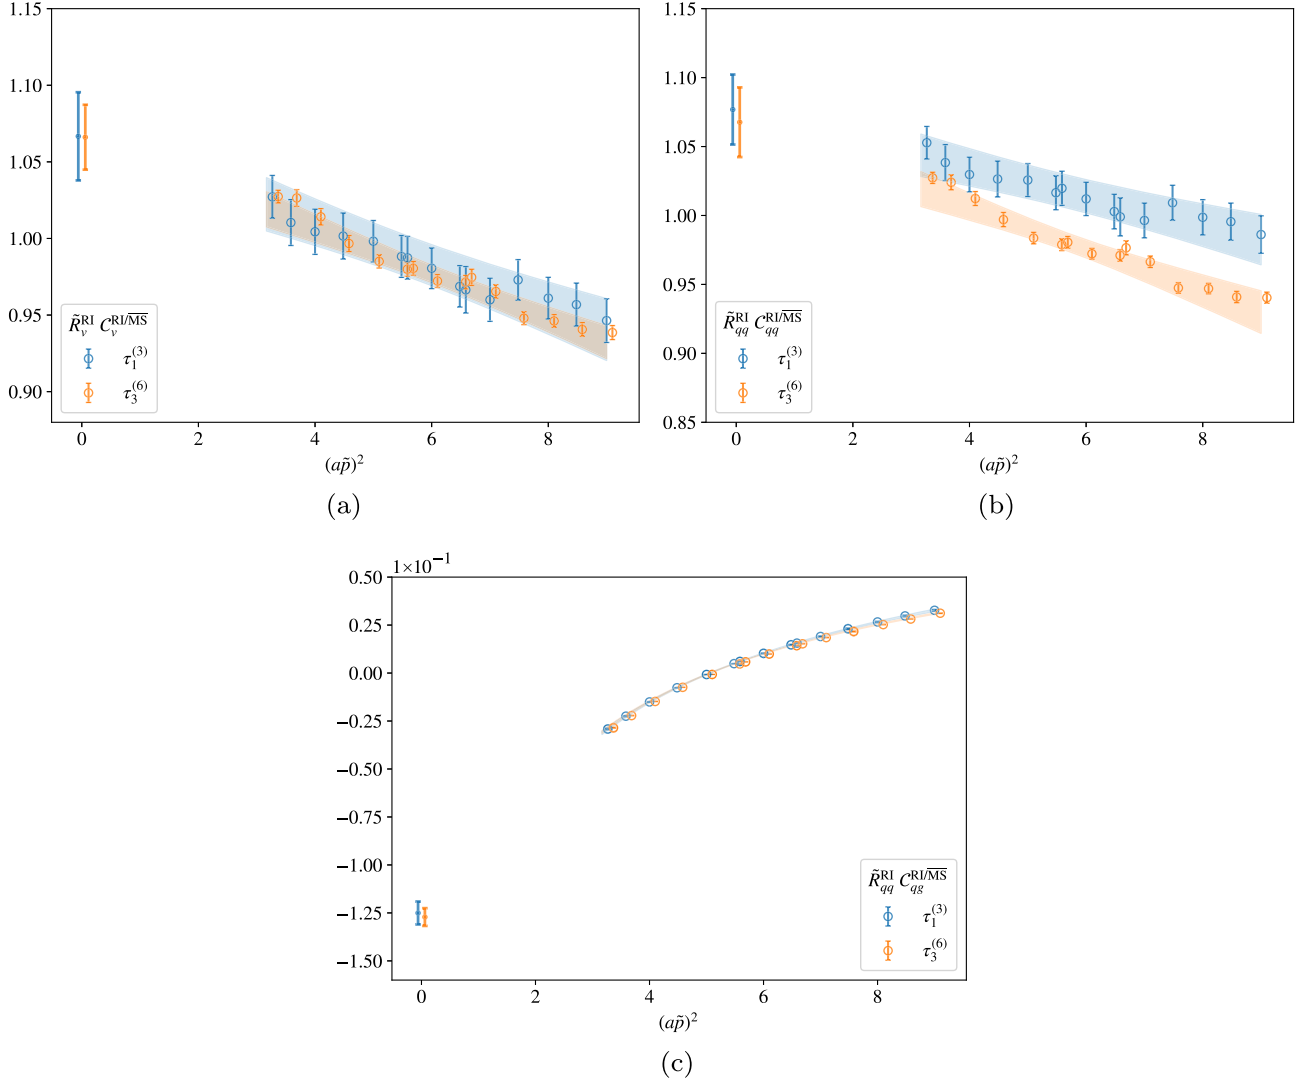 1.15
1.10
1.05
1.00
0.95
0.90
R̃_v^RI C_v^RI/M̅S̅
τ_1^(3)
τ_3^(6)
0 2 4 6 8
(ap̃)²
(a)
1.15
1.10
1.05
1.00
0.95
0.90
0.85
R̃_qq^RI C_qq^RI/M̅S̅
τ_1^(3)
τ_3^(6)
0 2 4 6 8
(ap̃)²
(b)
1×10⁻¹
0.50
0.25
0.00
−0.25
−0.50
−0.75
−1.00
−1.25
−1.50
R̃_qq^RI C_qg^RI/M̅S̅
τ_1^(3)
τ_3^(6)
0 2 4 6 8
(ap̃)²
(c)